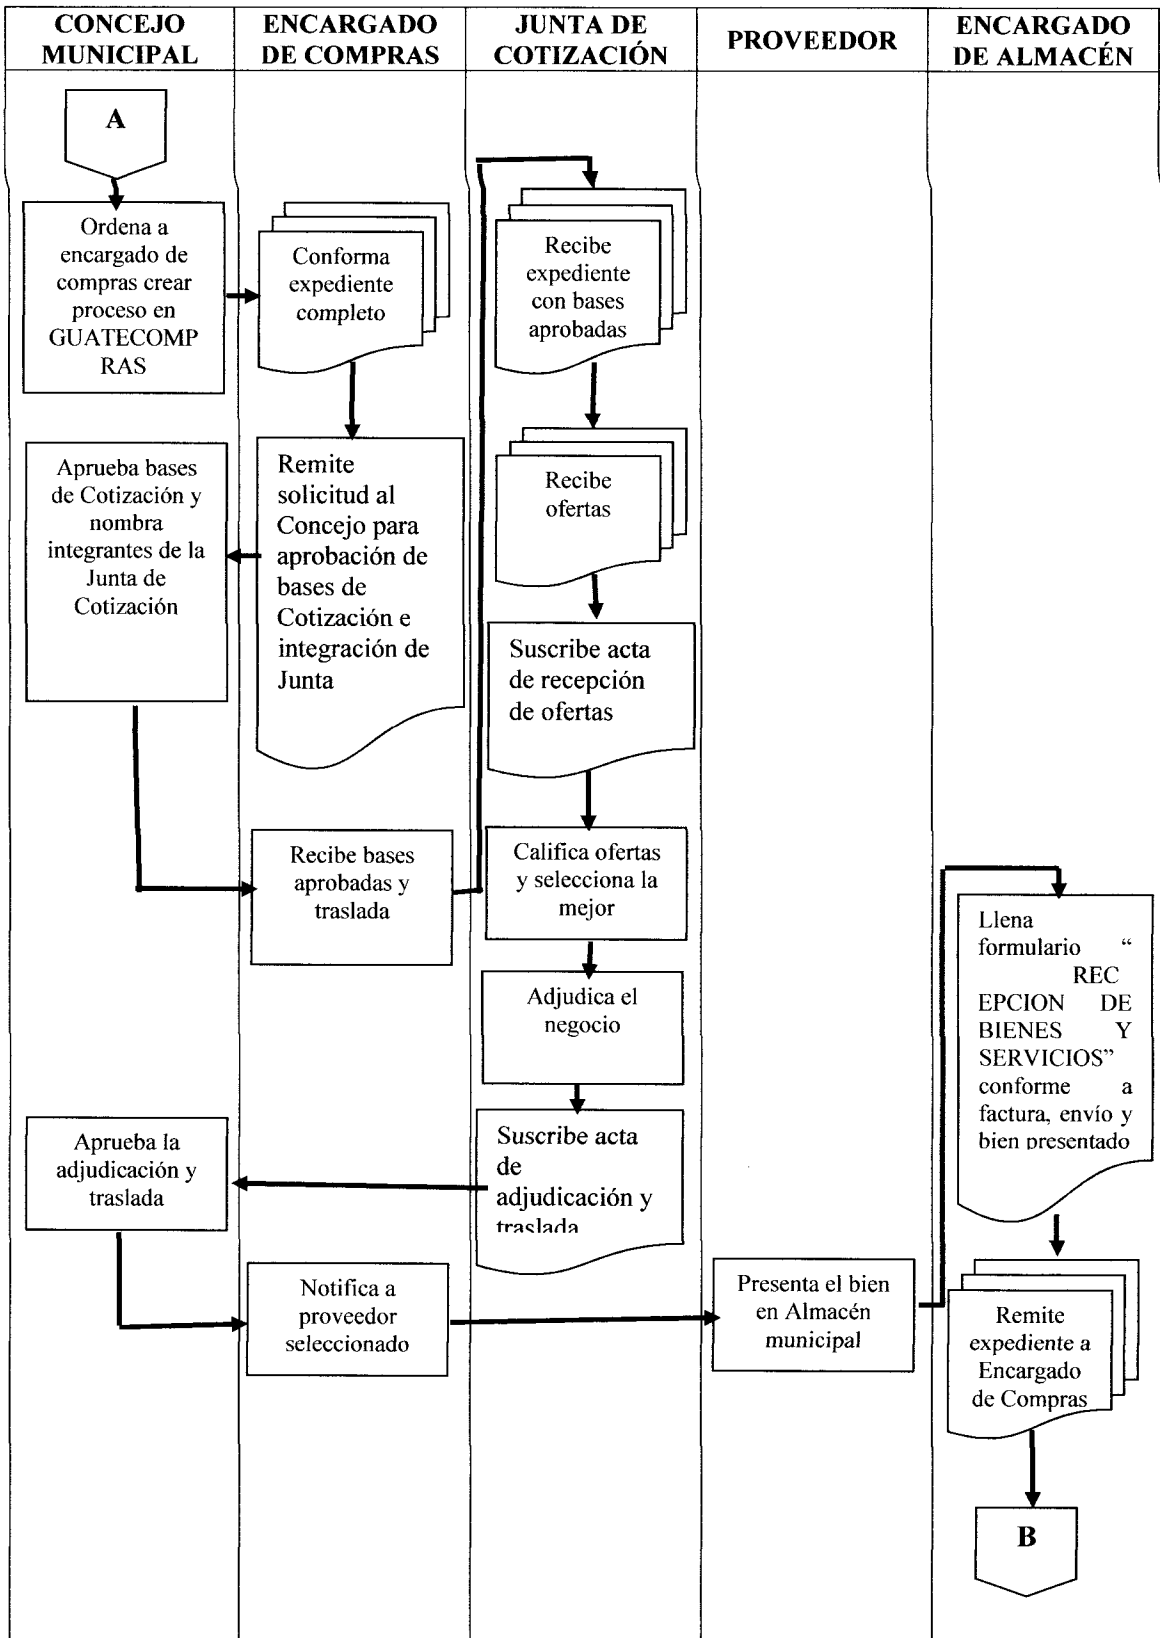 CONCEJO
MUNICIPAL
ENCARGADO
DE COMPRAS
JUNTA DE
COTIZACIÓN
PROVEEDOR
ENCARGADO
DE ALMACÉN
A
Ordena a
encargado de
compras crear
proceso en
GUATECOMP
RAS
Conforma
expediente
completo
Recibe
expediente
con bases
aprobadas
Aprueba bases
de Cotización y
nombra
integrantes de la
Junta de
Cotización
Remite
solicitud al
Concejo para
aprobación de
bases de
Cotización e
integración de
Junta
Recibe
ofertas
Suscribe acta
de recepción
de ofertas
Recibe bases
aprobadas y
traslada
Califica ofertas
y selecciona la
mejor
Adjudica el
negocio
Suscribe acta
de
adjudicación y
traslada
Aprueba la
adjudicación y
traslada
Notifica a
proveedor
seleccionado
Presenta el bien
en Almacén
municipal
Llena
formulario “
REC
EPCION DE
BIENES Y
SERVICIOS”
conforme a
factura, envío y
bien presentado
Remite
expediente a
Encargado
de Compras
B